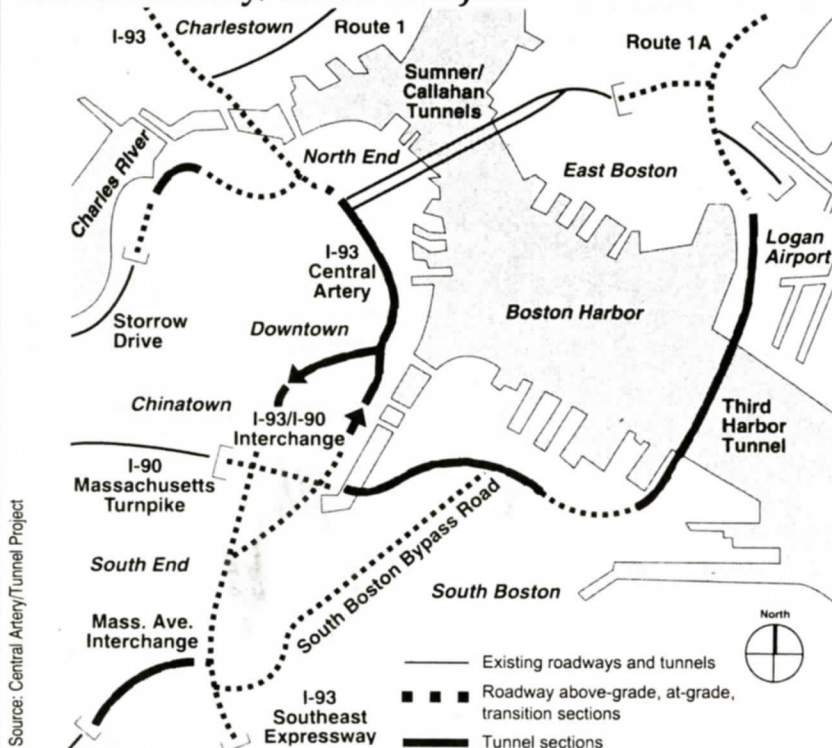 I-93
Charlestown
Route 1
Route 1A
Sumner/
Callahan
Tunnels
Charles River
North End
East Boston
I-93
Central
Artery
Logan
Airport
Storrow
Drive
Downtown
Boston Harbor
Chinatown
I-93/I-90
Interchange
Third
Harbor
Tunnel
I-90
Massachusetts
Turnpike
South End
South Boston Bypass Road
South Boston
Mass. Ave.
Interchange
I-93
Southeast
Expressway
North
Existing roadways and tunnels
Roadway above-grade, at-grade,
transition sections
Tunnel sections
Source: Central Artery/Tunnel Project